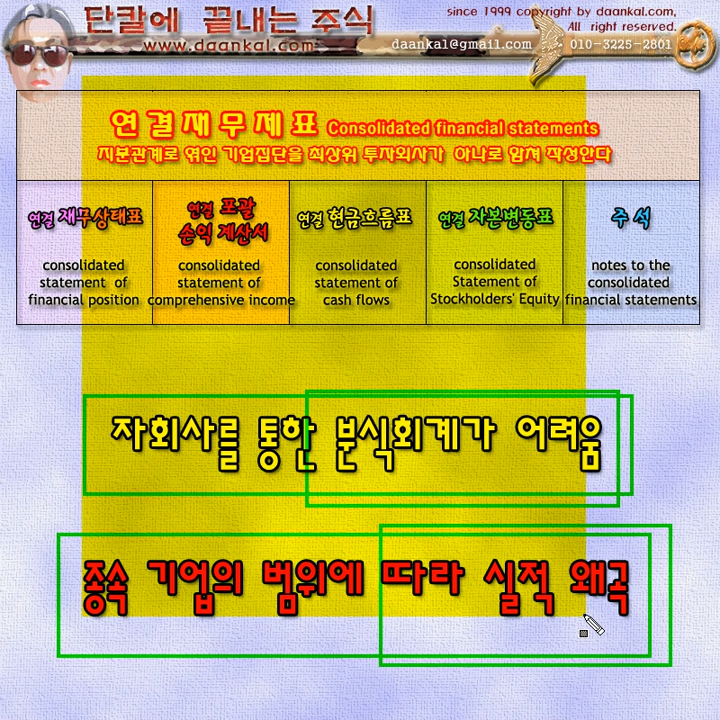 단칼에 끝내는 주식
www.daankal.com
since 1999 copyright by daankal.com,
All right reserved.
daankal@gmail.com
010-3225-2801
연결재무제표 Consolidated financial statements
지분관계로 엮인 기업집단을 최상위 투자회사가 하나로 합쳐 작성한다
연결 재무상태표
consolidated
statement of
financial position
연결 포괄
손익 계산서
consolidated
statement of
comprehensive income
연결 현금흐름표
consolidated
statement of
cash flows
연결 자본변동표
consolidated
Statement of
Stockholders' Equity
주 석
notes to the
consolidated
financial statements
자회사를 통한 분식회계가 어려움
종속 기업의 범위에 따라 실적 왜곡